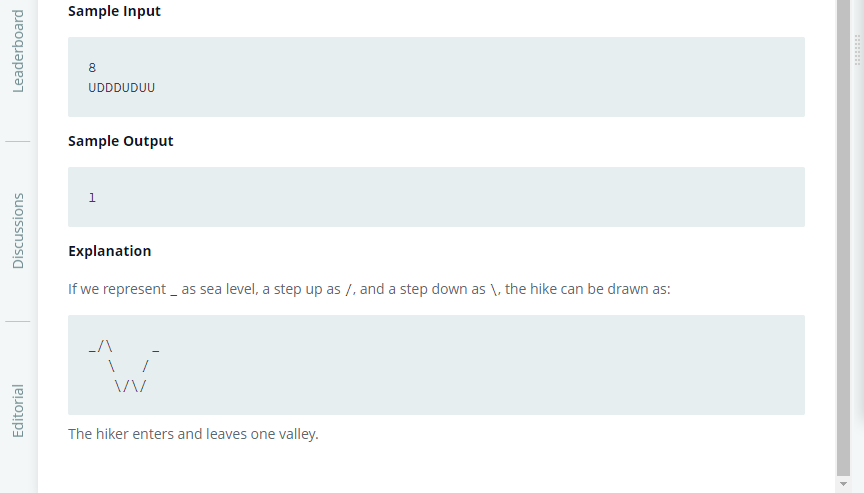 Leaderboard
Discussions
Editorial
Sample Input
8
UDDDUDUU
Sample Output
1
Explanation
If we represent _ as sea level, a step up as /, and a step down as \, the hike can be drawn as:
_/\      _
   \    /
    \/\/
The hiker enters and leaves one valley.